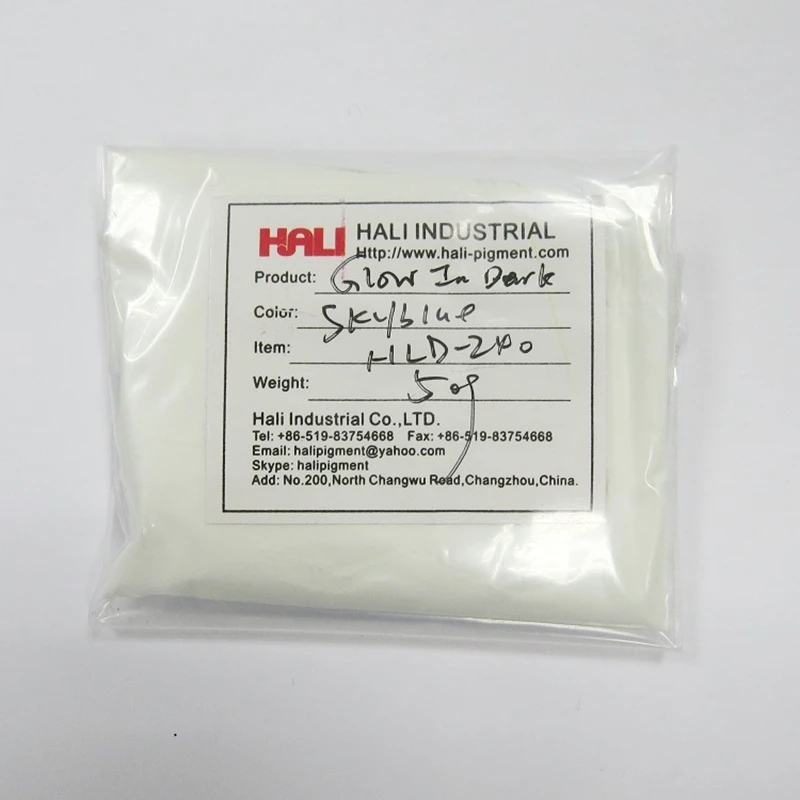 HALI HALI INDUSTRIAL
Http://www.hali-pigment.com
Product: Glow In Dark
Color: Skyblue
Item: HLD-240
Weight: 50g
Hali Industrial Co.,LTD.
Tel: +86-519-83754668 Fax: +86-519-83754668
Email: halipigment@yahoo.com
Skype: halipigment
Add: No.200,North Changwu Road,Changzhou,China.